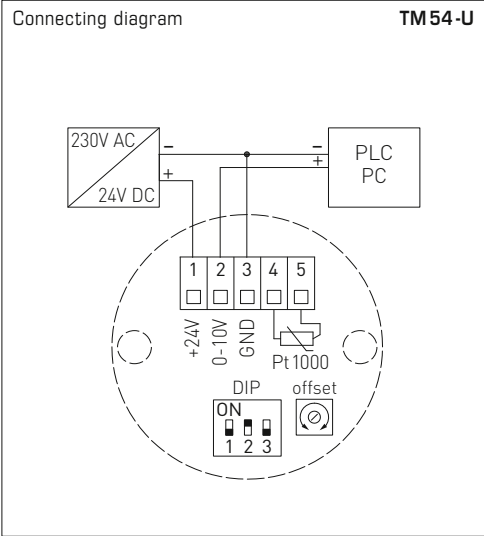 Connecting diagram TM54-U
230V AC
24V DC
–
+
–
+
PLC
PC
1 2 3 4 5
+24V
0-10V
GND
Pt1000
DIP
ON
1 2 3
offset